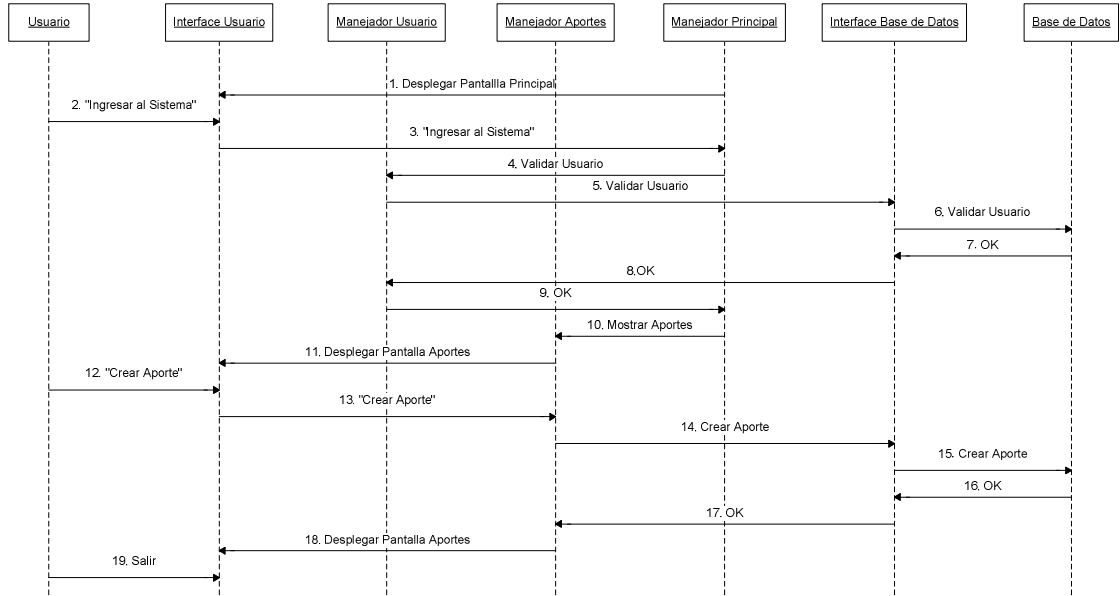 Usuario
Interface Usuario
Manejador Usuario
Manejador Aportes
Manejador Principal
Interface Base de Datos
Base de Datos
1. Desplegar Pantallla Principal
2. "Ingresar al Sistema"
3. "Ingresar al Sistema"
4. Validar Usuario
5. Validar Usuario
6. Validar Usuario
7. OK
8.OK
9. OK
10. Mostrar Aportes
11. Desplegar Pantalla Aportes
12. "Crear Aporte"
13. "Crear Aporte"
14. Crear Aporte
15. Crear Aporte
16. OK
17. OK
18. Desplegar Pantalla Aportes
19. Salir